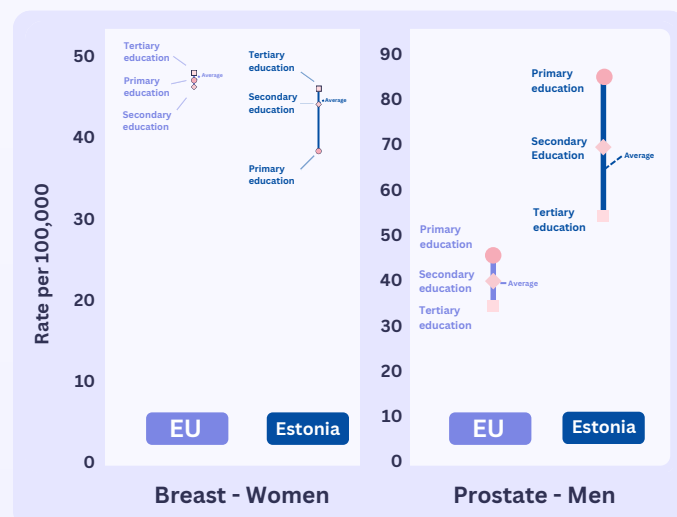 Rate per 100,000
50
40
30
20
10
0
Tertiary
education
Primary
education
Secondary
education
Average
Tertiary
education
Secondary
education
Primary
education
Average
EU
Estonia
Breast - Women
90
80
70
60
50
40
30
20
10
0
Primary
education
Secondary
education
Tertiary
education
Average
Primary
education
Secondary
Education
Tertiary
education
Average
EU
Estonia
Prostate - Men